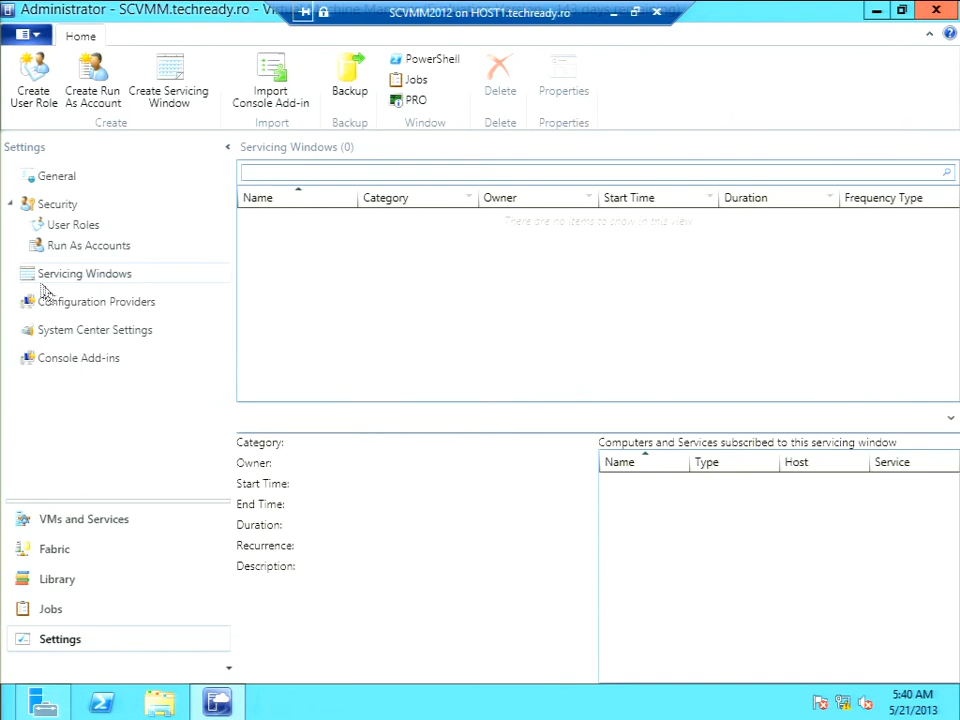 Administrator - SCVMM.techready.ro - Vi
SCVMM2012 on HOST1.techready.ro
Home
Create User Role
Create Run As Account
Create Servicing Window
Import Console Add-in
Backup
PowerShell
Jobs
PRO
Delete
Properties
Create
Import
Backup
Window
Delete
Properties
Settings
General
Security
User Roles
Run As Accounts
Servicing Windows
Configuration Providers
System Center Settings
Console Add-ins
Servicing Windows (0)
Name
Category
Owner
Start Time
Duration
Frequency Type
There are no items to show in this view
Category:
Owner:
Start Time:
End Time:
Duration:
Recurrence:
Description:
Computers and Services subscribed to this servicing window
Name
Type
Host
Service
VMs and Services
Fabric
Library
Jobs
Settings
5:40 AM
5/21/2013